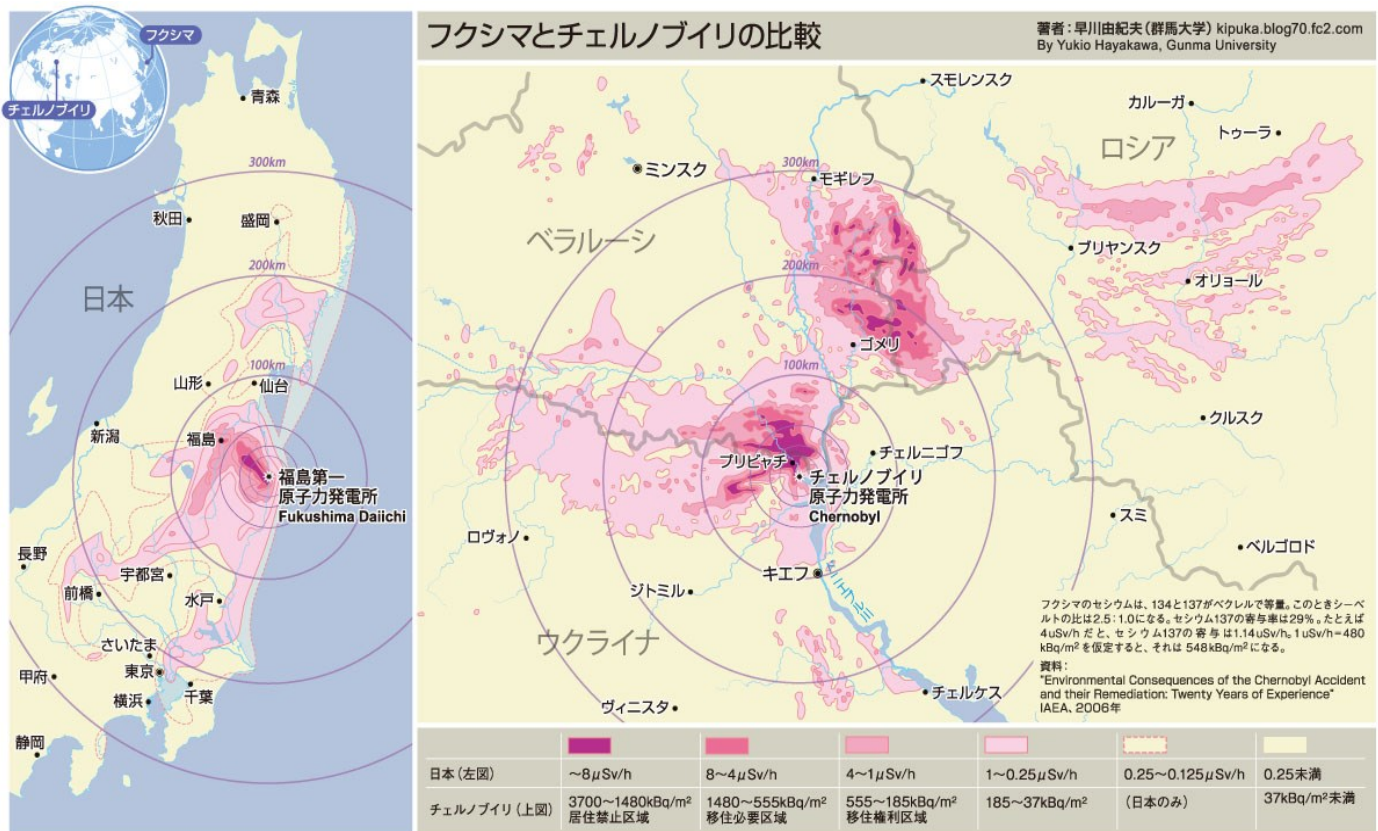 フクシマ
チェルノブイリ
青森
300km
秋田
盛岡
200km
日本
100km
山形
仙台
新潟
福島
福島第一
原子力発電所
Fukushima Daiichi
長野
宇都宮
前橋
水戸
さいたま
東京
甲府
横浜
千葉
静岡
フクシマとチェルノブイリの比較
著者：早川由紀夫（群馬大学） kipuka.blog70.fc2.com
By Yukio Hayakawa, Gunma University
スモレンスク
カルーガ
トゥーラ
ロシア
ミンスク
300km
モギレフ
ベラルーシ
ブリヤンスク
200km
オリョール
ゴメリ
100km
クルスク
プリピャチ
チェルニゴフ
チェルノブイリ
原子力発電所
Chernobyl
スミ
ロヴォノ
ベルゴロド
キエフ
ドニエプル川
ジトミル
ウクライナ
チェルケス
ヴィニスタ
フクシマのセシウムは、134と137がベクレルで等量。このときシーベ
ルトの比は2.5：1.0になる。セシウム137の寄与率は29%。たとえば
4uSv/hだと、セシウム137の寄与は1.14uSv/h。1uSv/h=480
kBq/m²を仮定すると、それは548kBq/m²になる。
資料：
"Environmental Consequences of the Chernobyl Accident
and their Remediation: Twenty Years of Experience"
IAEA、2006年
日本（左図） ～8μSv/h 8～4μSv/h 4～1μSv/h 1～0.25μSv/h 0.25～0.125μSv/h 0.25未満
チェルノブイリ（上図） 3700～1480kBq/m² 1480～555kBq/m² 555～185kBq/m² 185～37kBq/m² （日本のみ） 37kBq/m²未満
居住禁止区域 移住必要区域 移住権利区域